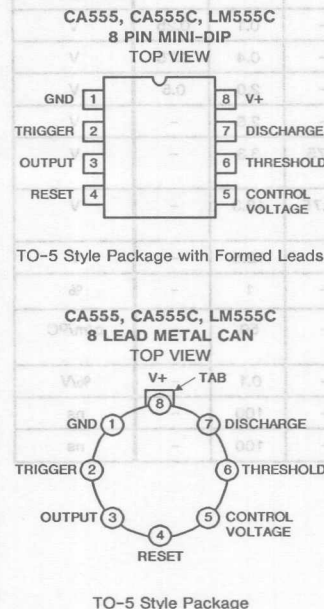 CA555, CA555C, LM555C
8 PIN MINI-DIP
TOP VIEW
GND 1
8 V+
TRIGGER 2
7 DISCHARGE
OUTPUT 3
6 THRESHOLD
RESET 4
5 CONTROL
VOLTAGE
TO-5 Style Package with Formed Leads
CA555, CA555C, LM555C
8 LEAD METAL CAN
TOP VIEW
V+ TAB
8
GND 1
7 DISCHARGE
TRIGGER 2
6 THRESHOLD
OUTPUT 3
5 CONTROL
VOLTAGE
4
RESET
TO-5 Style Package